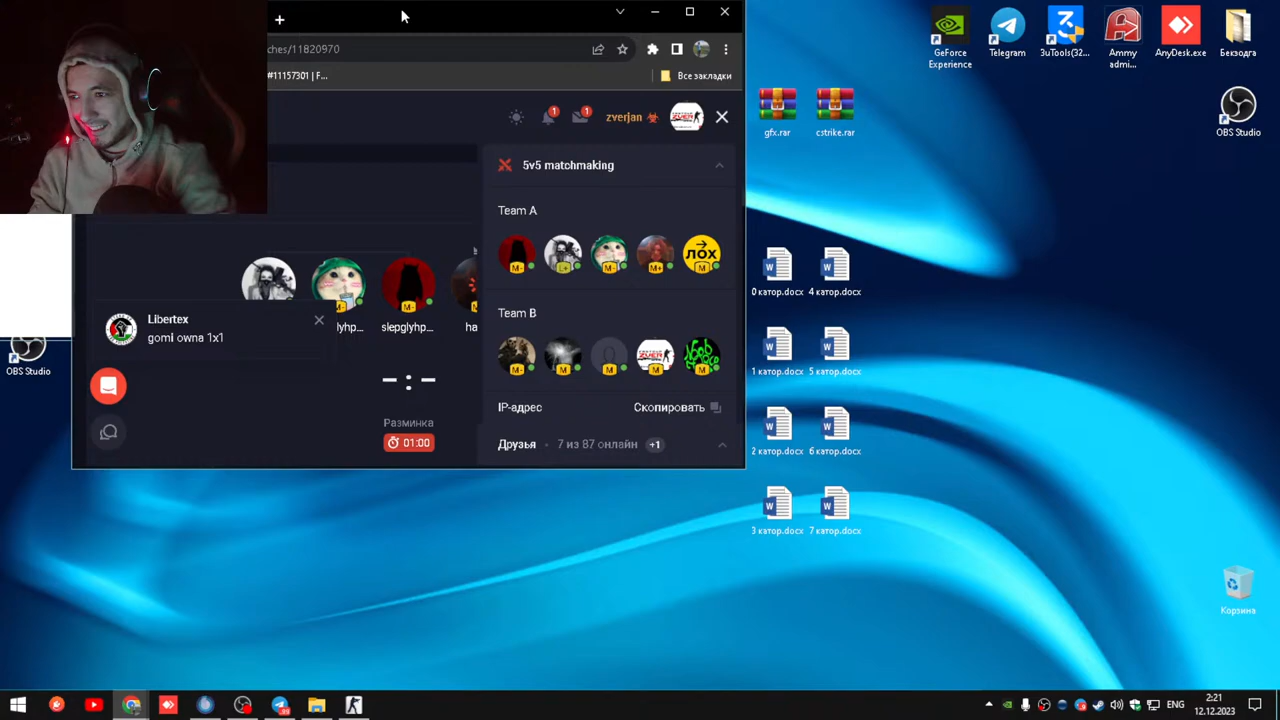 ches/11820970
#11157301 | F...
Все закладки
1
1
zverjan
5v5 matchmaking
Team A
M-
L+
M-
M+
→
ЛОХ
M
Team B
M-
M
M
M
M
IP-адрес
Скопировать
Друзья • 7 из 87 онлайн +1
M-
M-
lyhp...
slepglyhp...
ha
Libertex
gomi owna 1x1
– : –
Разминка
01:00
GeForce
Experience
Telegram
3uTools(32...
Ammy
admi...
AnyDesk.exe
Бекзодга
gfx.rar
cstrike.rar
OBS Studio
0 катор.docx
4 катор.docx
1 катор.docx
5 катор.docx
2 катор.docx
6 катор.docx
3 катор.docx
7 катор.docx
OBS Studio
Корзина
ENG
2:21
12.12.2023